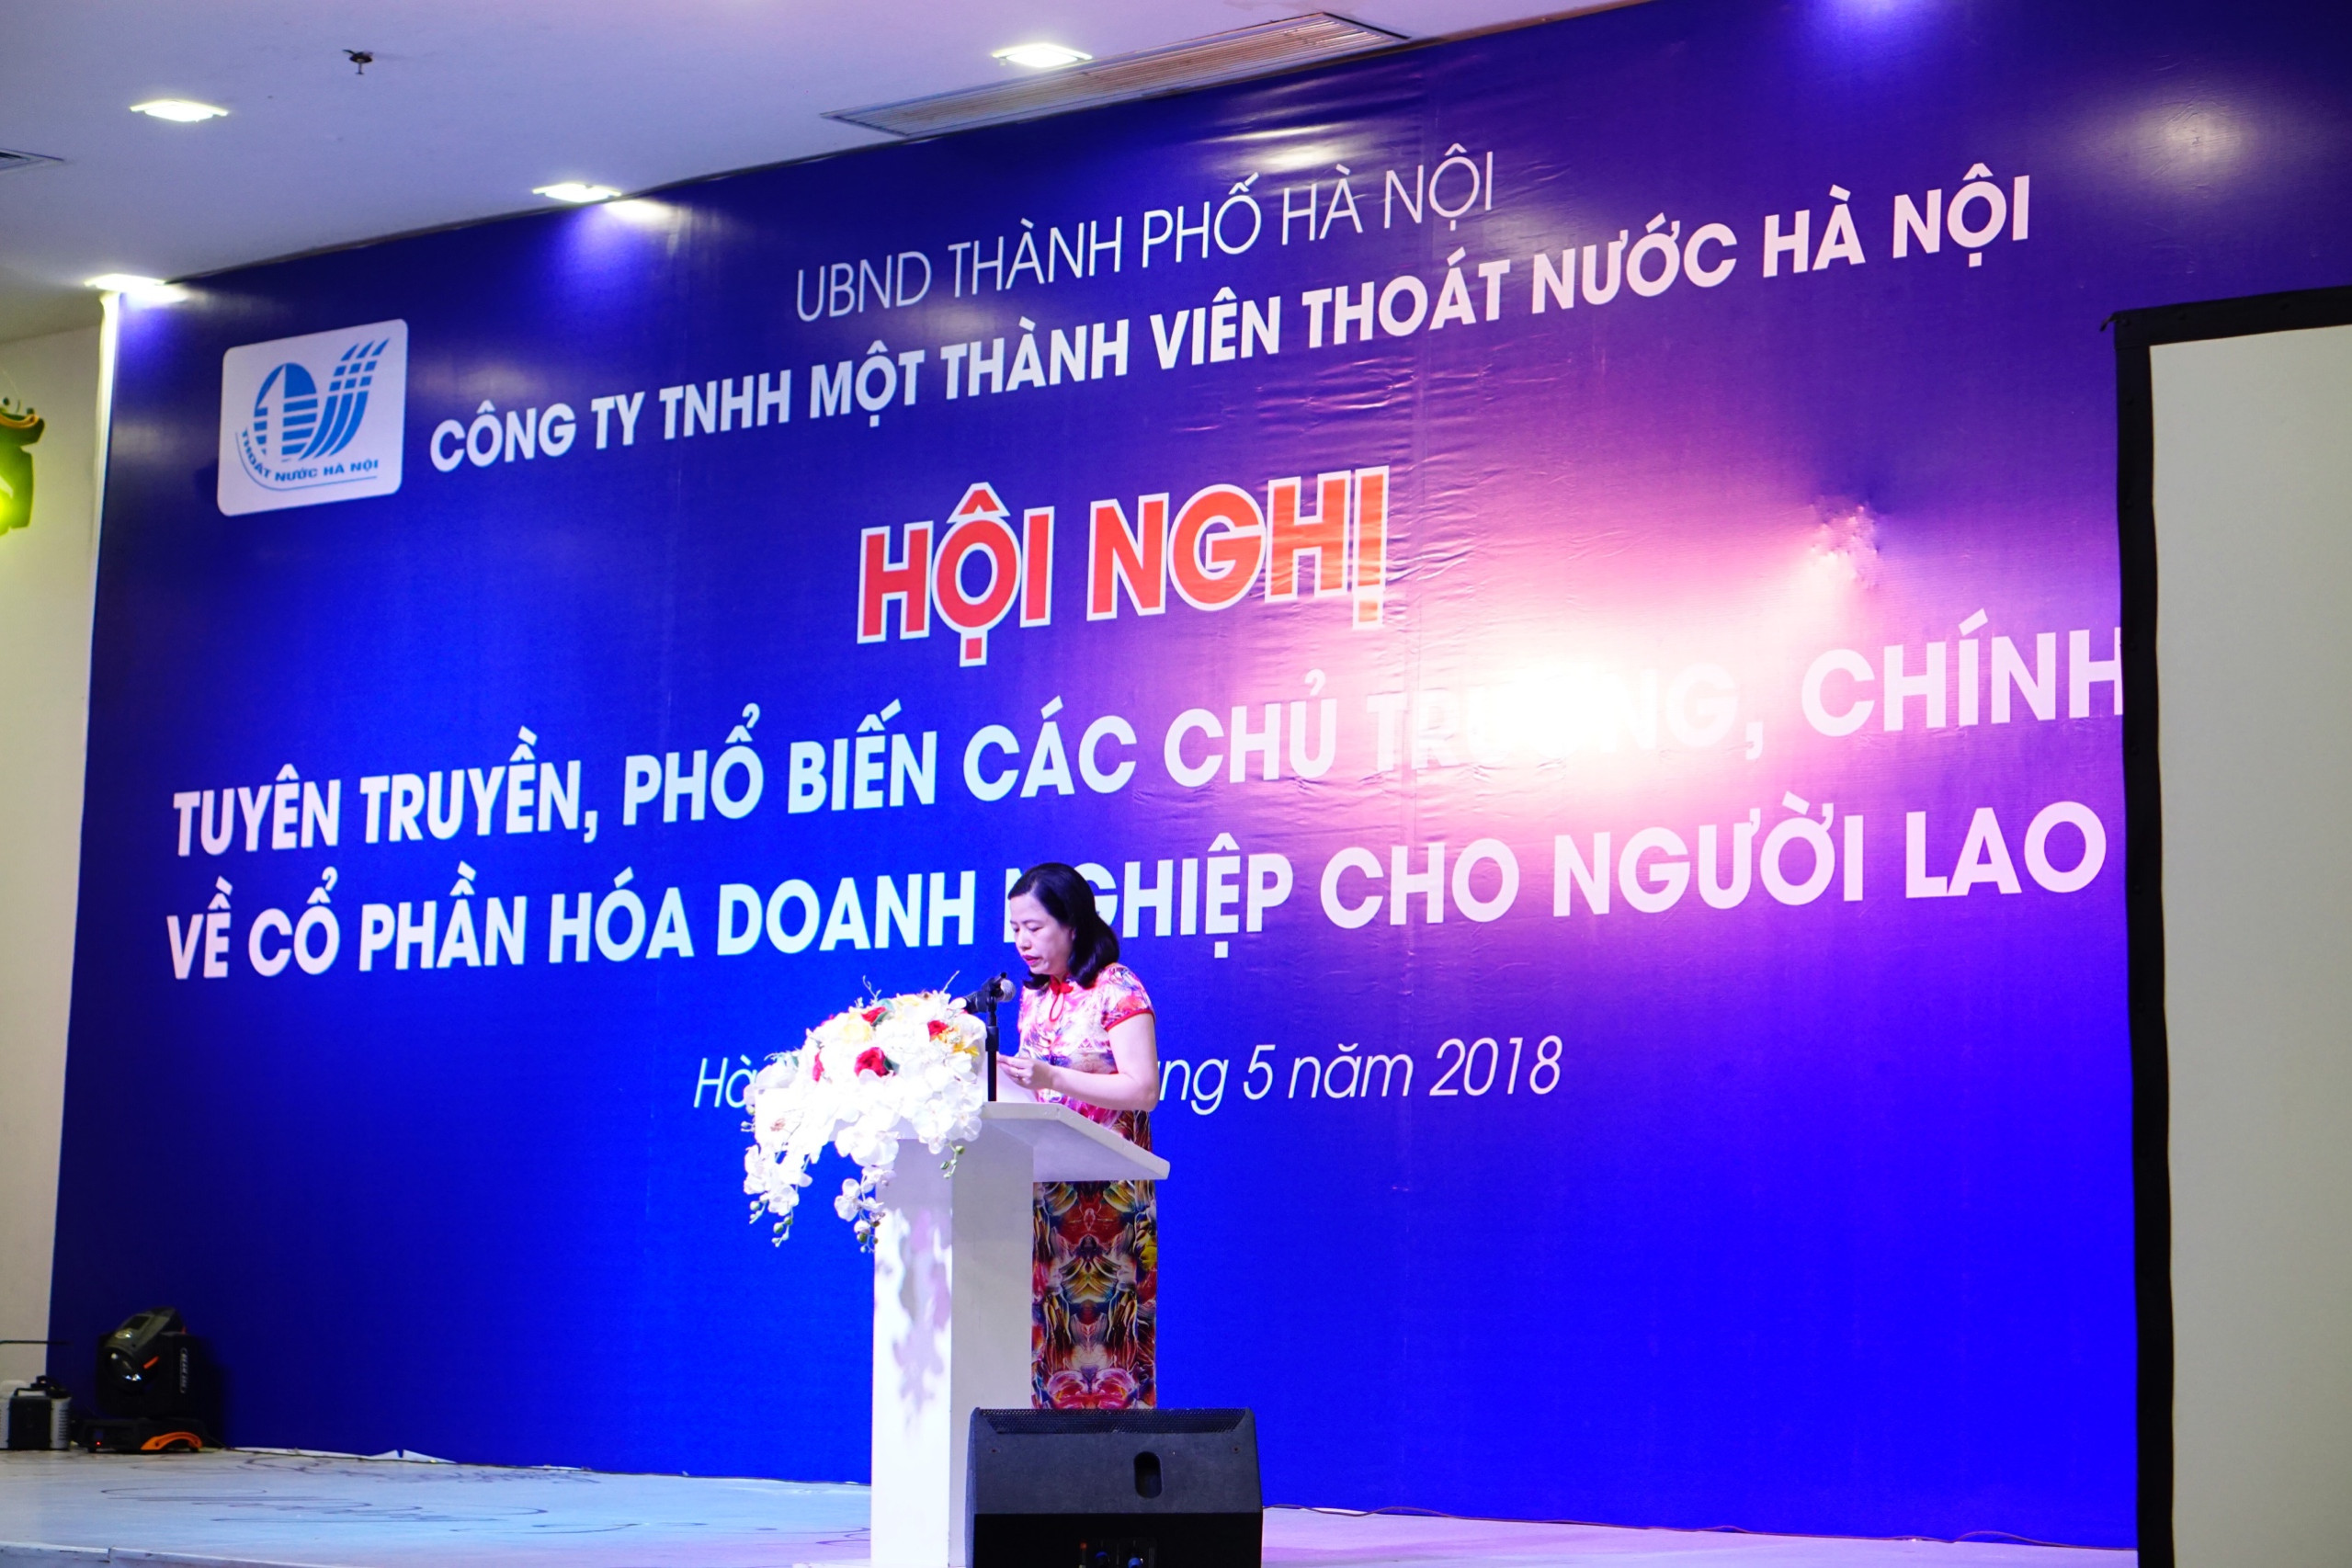 UBND THÀNH PHỐ HÀ NỘI
CÔNG TY TNHH MỘT THÀNH VIÊN THOÁT NƯỚC HÀ NỘI
THOÁT NƯỚC HÀ NỘI
HỘI NGHỊ
TUYÊN TRUYỀN, PHỔ BIẾN CÁC CHỦ TRƯƠNG, CHÍNH
VỀ CỔ PHẦN HÓA DOANH NGHIỆP CHO NGƯỜI LAO
5 năm 2018